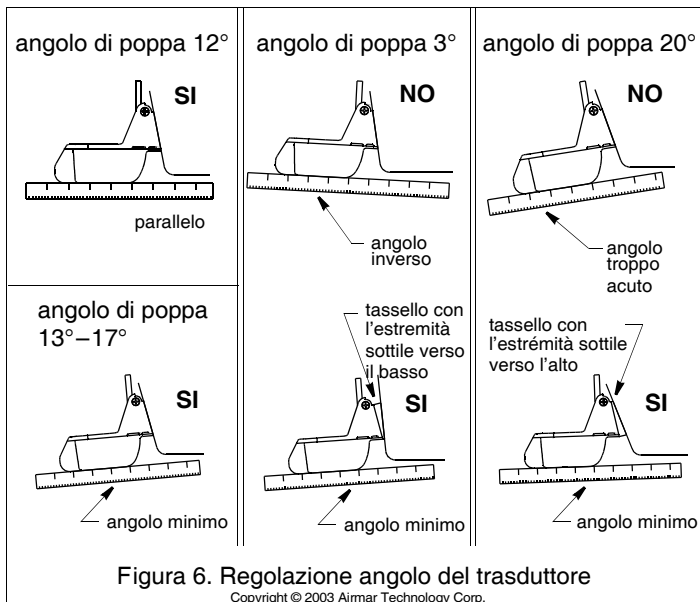 angolo di poppa 12°
SI
parallelo
angolo di poppa
13°–17°
SI
angolo minimo
angolo di poppa 3°
NO
angolo
inverso
tassello con
l'estremità
sottile verso
il basso
SI
angolo minimo
angolo di poppa 20°
NO
angolo
troppo
acuto
tassello con
l'estrémità sottile
verso l'alto
SI
angolo minimo
Figura 6. Regolazione angolo del trasduttore
Copyright © 2003 Airmar Technology Corp.